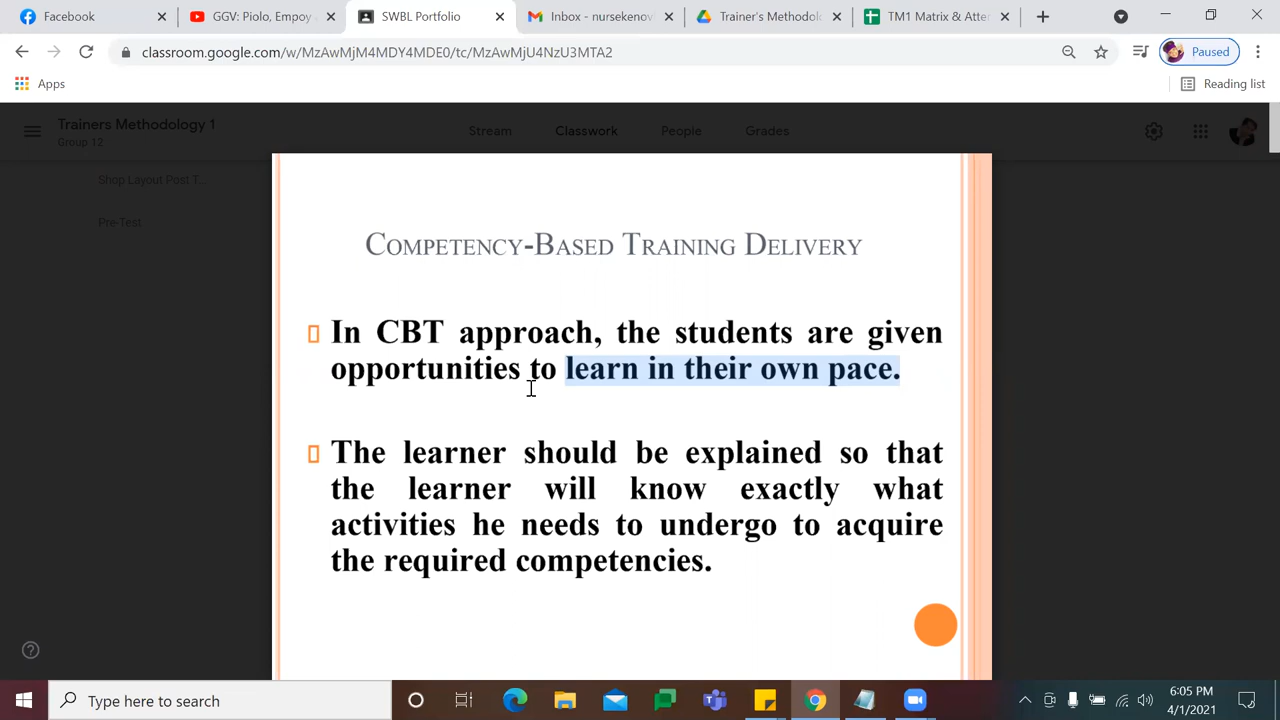 Facebook
GGV: Piolo, Empoy
SWBL Portfolio
Inbox - nursekenov
Trainer's Methodol
TM1 Matrix & Atte
classroom.google.com/w/MzAwMjM4MDY4MDE0/tc/MzAwMjU4NzU3MTA2
Paused
Apps
Reading list
Trainers Methodology 1
Group 12
Stream
Classwork
People
Grades
Shop Layout Post T...
Pre-Test
Competency-Based Training Delivery
In CBT approach, the students are given
opportunities to learn in their own pace.
The learner should be explained so that
the learner will know exactly what
activities he needs to undergo to acquire
the required competencies.
Type here to search
6:05 PM
4/1/2021